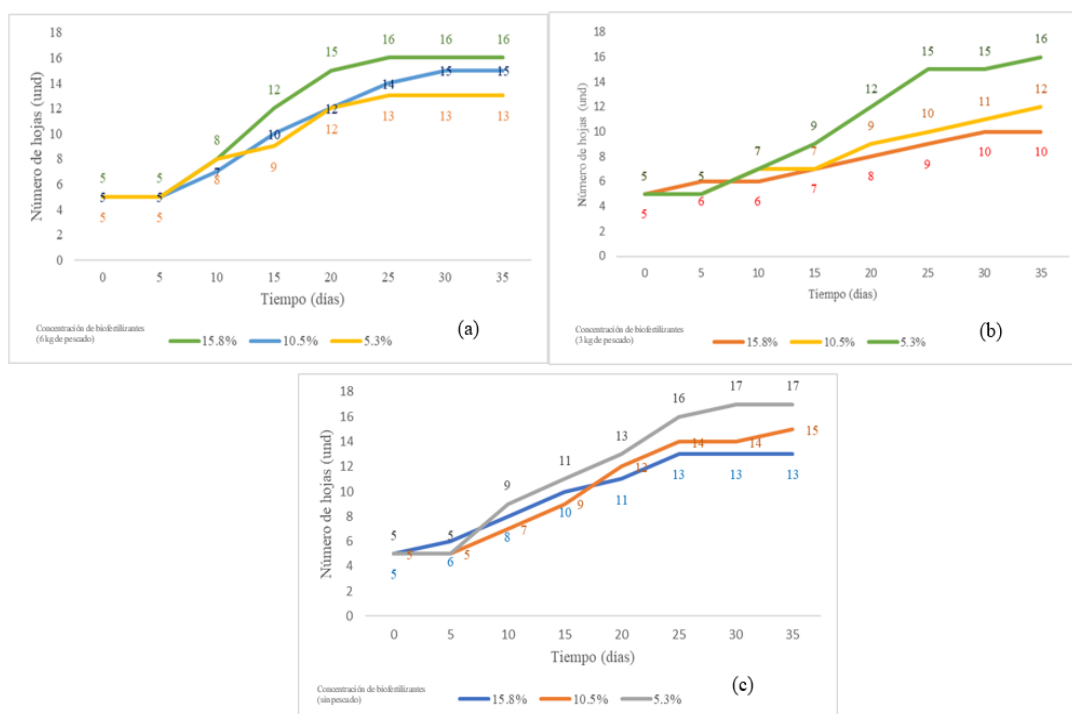 18
16
14
12
10
8
6
4
2
0
Número de hojas (und)
5 5 8 12 15 16 16 16
5 5 7 10 12 14 15 15
5 5 8 9 12 13 13 13
0 5 10 15 20 25 30 35
Tiempo (días)
Concentración de biofertilizantes
(6 kg de pescado)
15.8% 10.5% 5.3%
(a)
18
16
14
12
10
8
6
4
2
0
Número de hojas (und)
5 5 7 9 12 15 15 16
7 9 10 11 12
5 6 6 7 8 9 10 10
0 5 10 15 20 25 30 35
Tiempo (días)
Concentración de biofertilizantes
(3 kg de pescado)
15.8% 10.5% 5.3%
(b)
18
16
14
12
10
8
6
4
2
0
Número de hojas (und)
5 5 9 11 13 16 17 17
5 5 7 9 12 14 14 15
5 6 8 10 11 13 13 13
0 5 10 15 20 25 30 35
Tiempo (días)
Concentración de biofertilizantes
(sin pescado)
15.8% 10.5% 5.3%
(c)